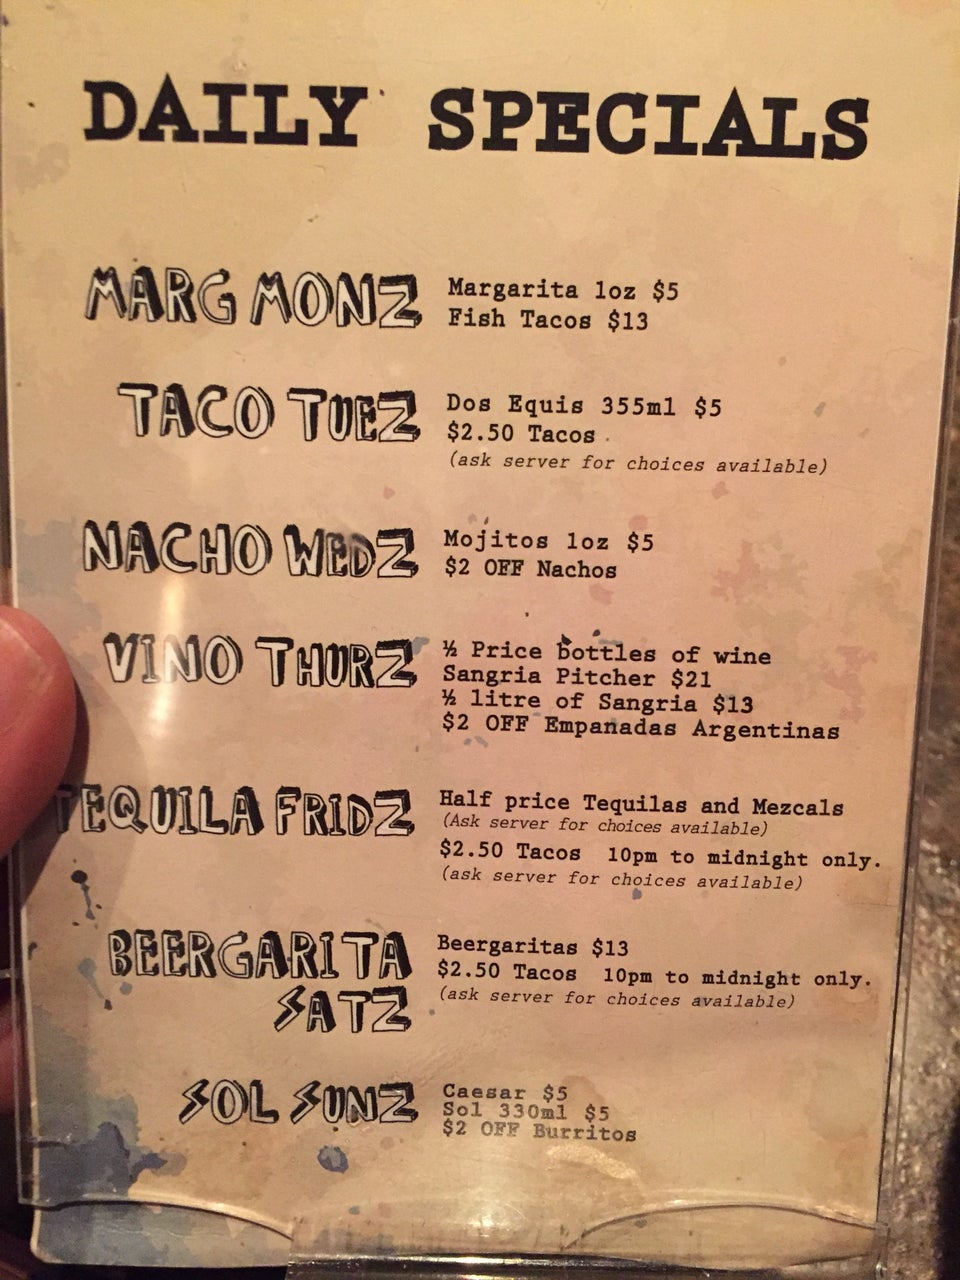 DAILY SPECIALS
MARG MONZ
Margarita 1oz $5
Fish Tacos $13
TACO TUEZ
Dos Equis 355ml $5
$2.50 Tacos
(ask server for choices available)
NACHO WEDZ
Mojitos 1oz $5
$2 OFF Nachos
VINO THURZ
½ Price bottles of wine
Sangria Pitcher $21
½ litre of Sangria $13
$2 OFF Empanadas Argentinas
TEQUILA FRIDZ
Half price Tequilas and Mezcals
(Ask server for choices available)
$2.50 Tacos 10pm to midnight only.
(ask server for choices available)
BEERGARITA
SATZ
Beergaritas $13
$2.50 Tacos 10pm to midnight only.
(ask server for choices available)
SOL SUNZ
Caesar $5
Sol 330ml $5
$2 OFF Burritos